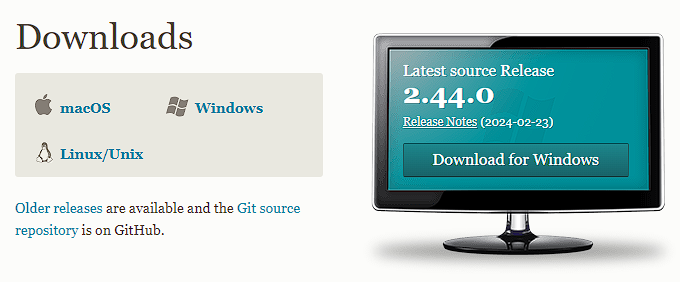 Downloads
macOS
Windows
Linux/Unix
Older releases are available and the Git source
repository is on GitHub.
Latest source Release
2.44.0
Release Notes (2024-02-23)
Download for Windows